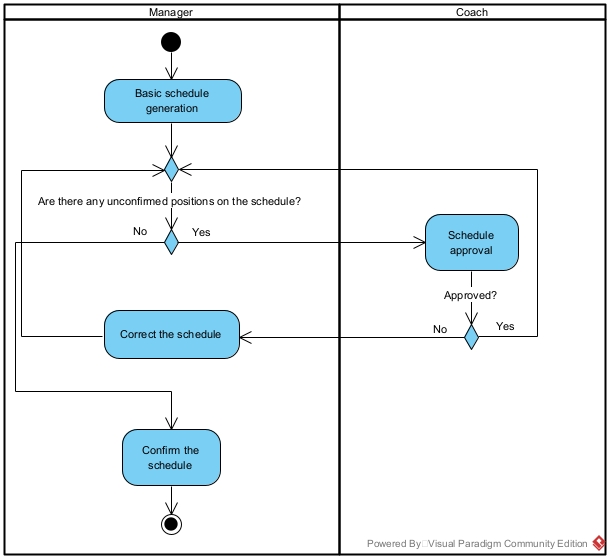 Manager
Coach
Basic schedule
generation
Are there any unconfirmed positions on the schedule?
No
Yes
Schedule
approval
Approved?
No
Yes
Correct the schedule
Confirm the
schedule
Powered By Visual Paradigm Community Edition